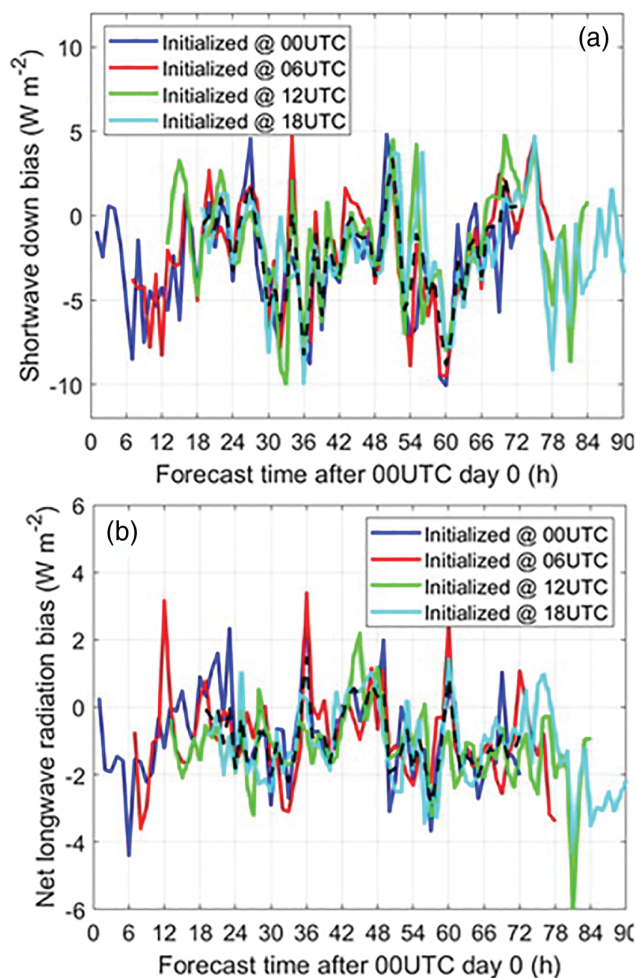 (a)
Initialized @ 00UTC
Initialized @ 06UTC
Initialized @ 12UTC
Initialized @ 18UTC
Shortwave down bias (W m-2)
10
5
0
-5
-10
0 6 12 18 24 30 36 42 48 54 60 66 72 78 84 90
Forecast time after 00UTC day 0 (h)
(b)
Initialized @ 00UTC
Initialized @ 06UTC
Initialized @ 12UTC
Initialized @ 18UTC
Net longwave radiation bias (W m-2)
6
4
2
0
-2
-4
-6
0 6 12 18 24 30 36 42 48 54 60 66 72 78 84 90
Forecast time after 00UTC day 0 (h)